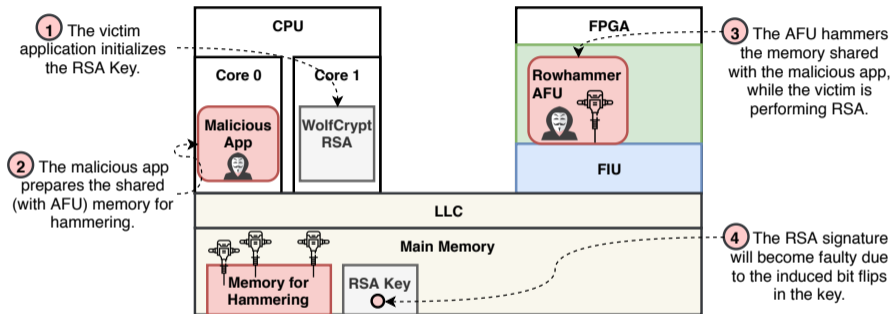 1 The victim
application initializes
the RSA Key.
2 The malicious app
prepares the shared
(with AFU) memory for
hammering.
CPU
Core 0
Core 1
Malicious
App
WolfCrypt
RSA
FPGA
Rowhammer
AFU
FIU
LLC
Main Memory
Memory for
Hammering
RSA Key
3 The AFU hammers
the memory shared
with the malicious app,
while the victim is
performing RSA.
4 The RSA signature
will become faulty due
to the induced bit flips
in the key.